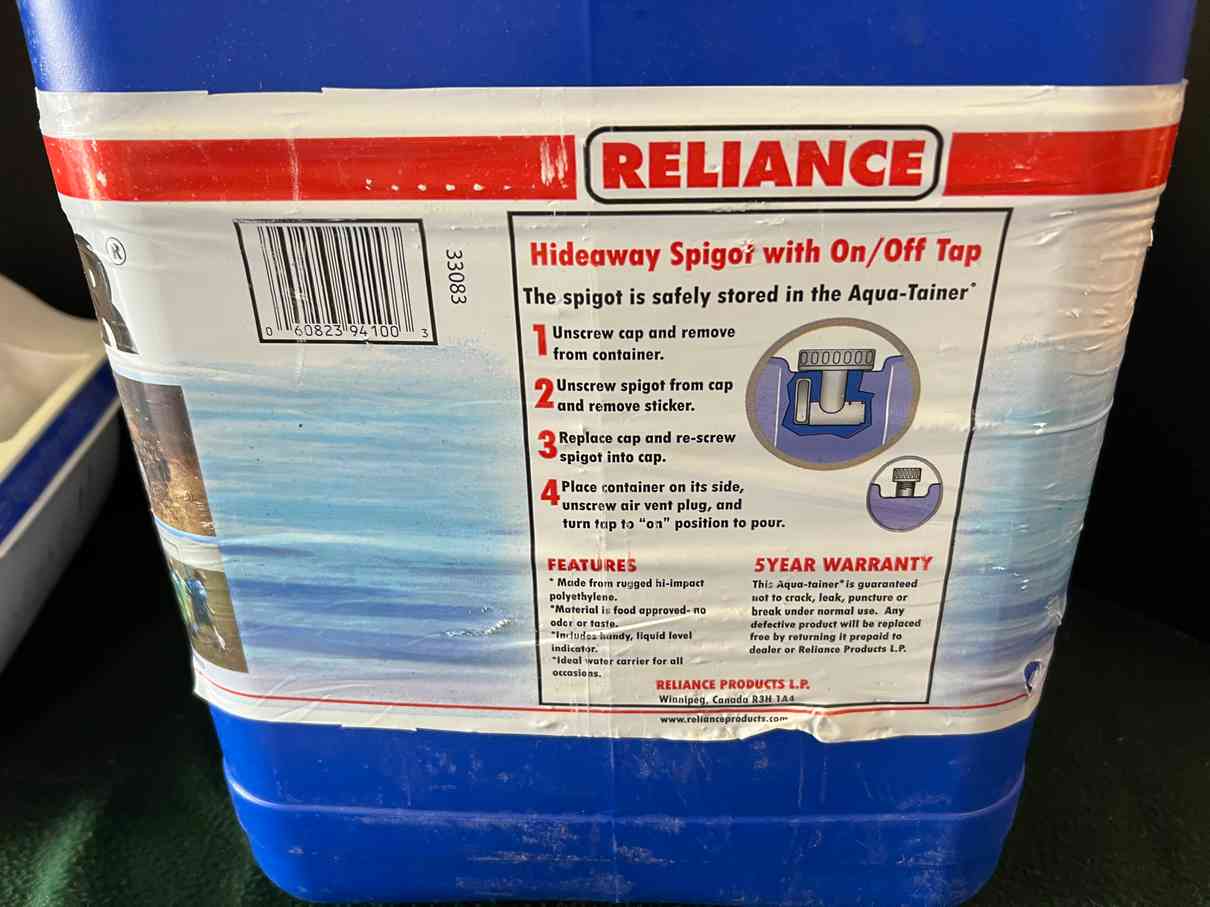 RELIANCE
R®
0 60823 94100 3
33083
Hideaway Spigot with On/Off Tap
The spigot is safely stored in the Aqua-Tainer*
1 Unscrew cap and remove
from container.
2 Unscrew spigot from cap
and remove sticker.
3 Replace cap and re-screw
spigot into cap.
4 Place container on its side,
unscrew air vent plug, and
turn tap to "on" position to pour.
FEATURES
* Made from rugged hi-impact
polyethylene.
*Material is food approved- no
odor or taste.
*Includes handy, liquid level
indicator.
*Ideal water carrier for all
occasions.
5YEAR WARRANTY
This Aqua-tainer* is guaranteed
not to crack, leak, puncture or
break under normal use. Any
defective product will be replaced
free by returning it prepaid to
dealer or Reliance Products L.P.
RELIANCE PRODUCTS L.P.
Winnipeg, Canada R3H 1A4
www.relianceproducts.com